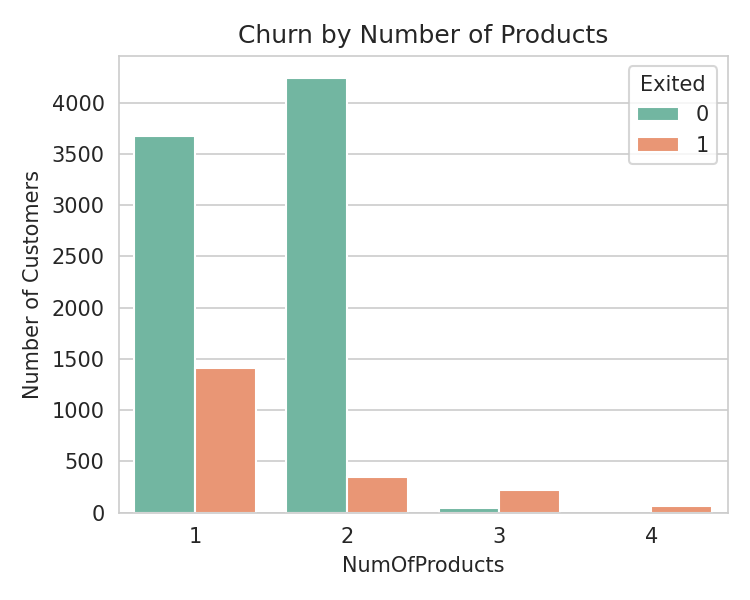 Churn by Number of Products
Exited
0
1
4000
3500
3000
2500
2000
1500
1000
500
0
Number of Customers
1 2 3 4
NumOfProducts